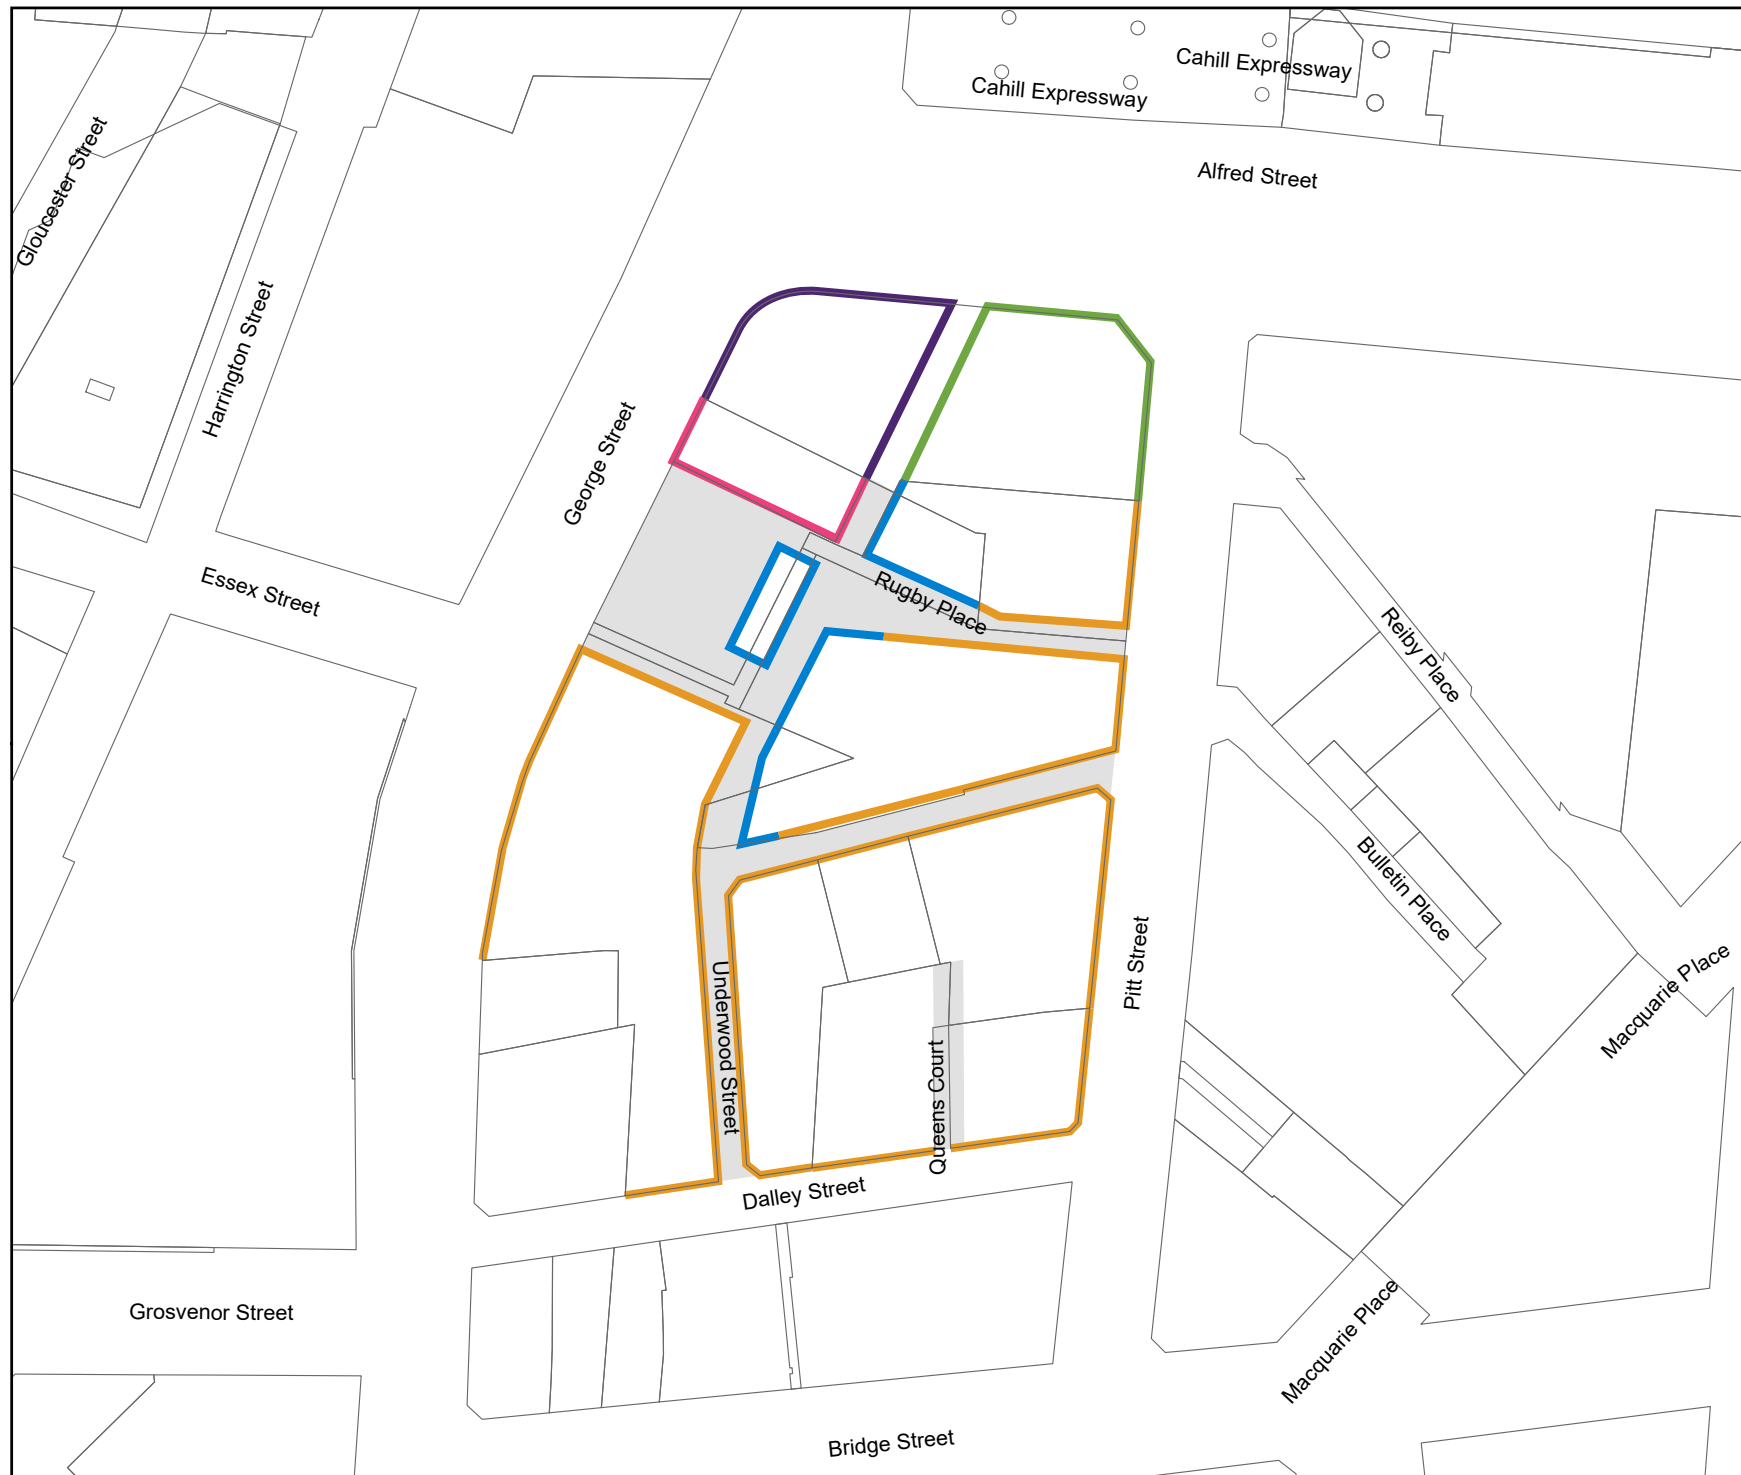 Cahill Expressway
Cahill Expressway
Alfred Street
Gloucester Street
Harrington Street
George Street
Essex Street
Rugby Place
Reiby Place
Bulletin Place
Pitt Street
Macquarie Place
Underwood Street
Queens Court
Dalley Street
Grosvenor Street
Macquarie Place
Bridge Street